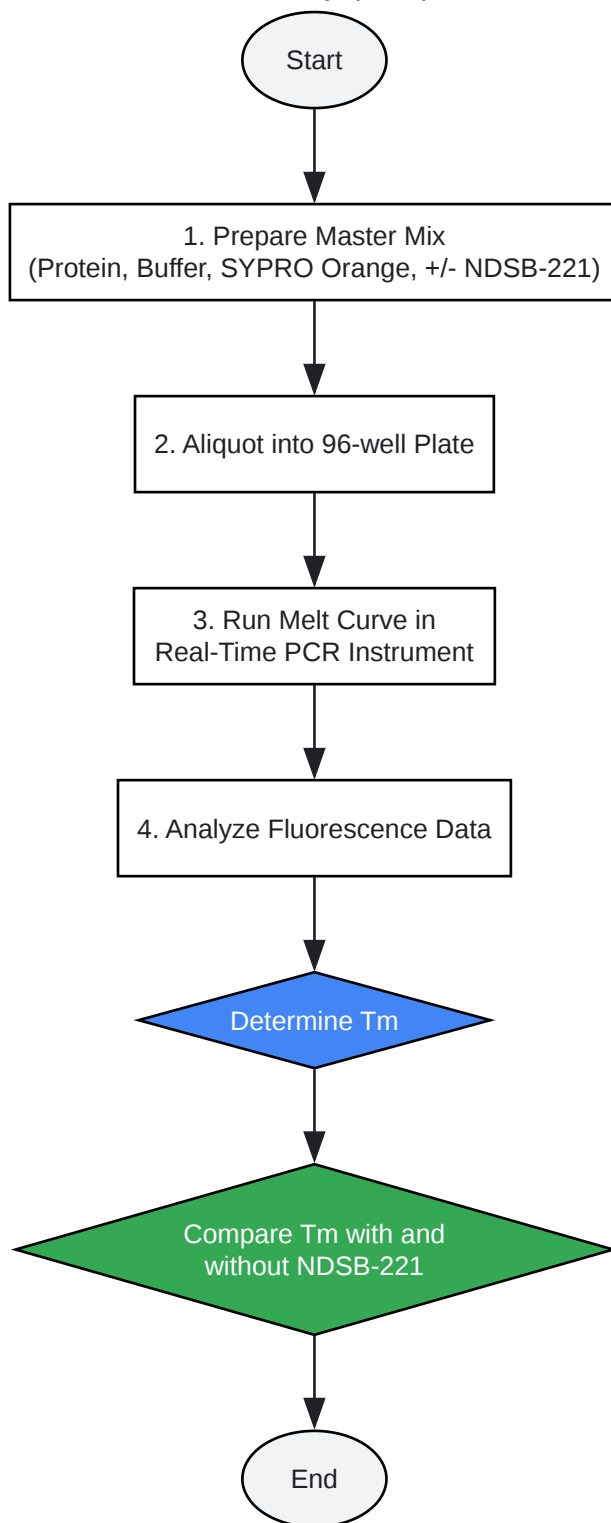 Start
1. Prepare Master Mix
(Protein, Buffer, SYPRO Orange, +/- NDSB-221)
2. Aliquot into 96-well Plate
3. Run Melt Curve in
Real-Time PCR Instrument
4. Analyze Fluorescence Data
Determine Tm
Compare Tm with and
without NDSB-221
End